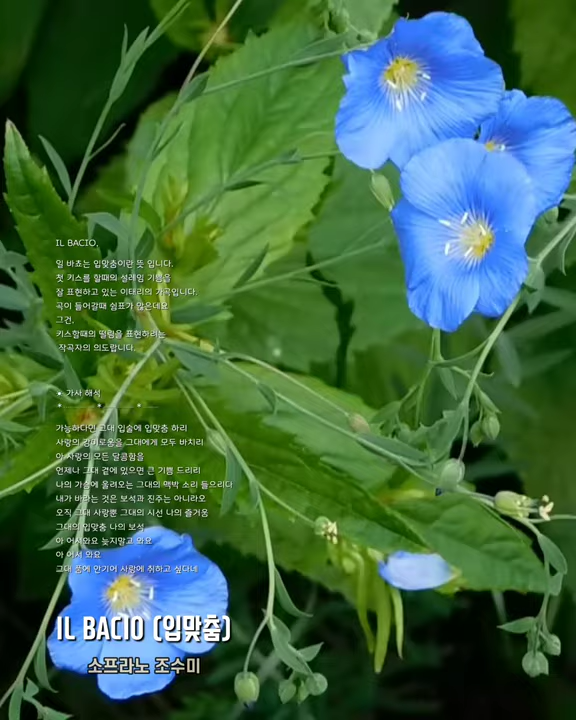 IL BACIO,
일 바쵸는 입맞춤이란 뜻 입니다.
첫 키스를 할때의 설레임 기쁨을
잘 표현하고 있는 이태리의 가곡입니다.
곡이 들어갈때 쉼표가 많은데요
그건,
키스할때의 떨림을 표현하려는
작곡자의 의도랍니다.
● 가사 해석
가능하다면 그대 입술에 입맞춤 하리
사랑의 감미로움을 그대에게 모두 바치리
아 사랑의 모든 달콤함을
언제나 그대 곁에 있으면 큰 기쁨 드리리
나의 가슴에 울려오는 그대의 맥박 소리 들으리다
내가 바라는 것은 보석과 진주는 아니라오
오직 그대 사랑뿐 그대의 시선 나의 즐거움
그대의 입맞춤 나의 보석
아 어서와요 늦지말고 와요
아 어서 와요
그대 품에 안기어 사랑에 취하고 싶다네
IL BACIO (입맞춤)
소프라노 조수미